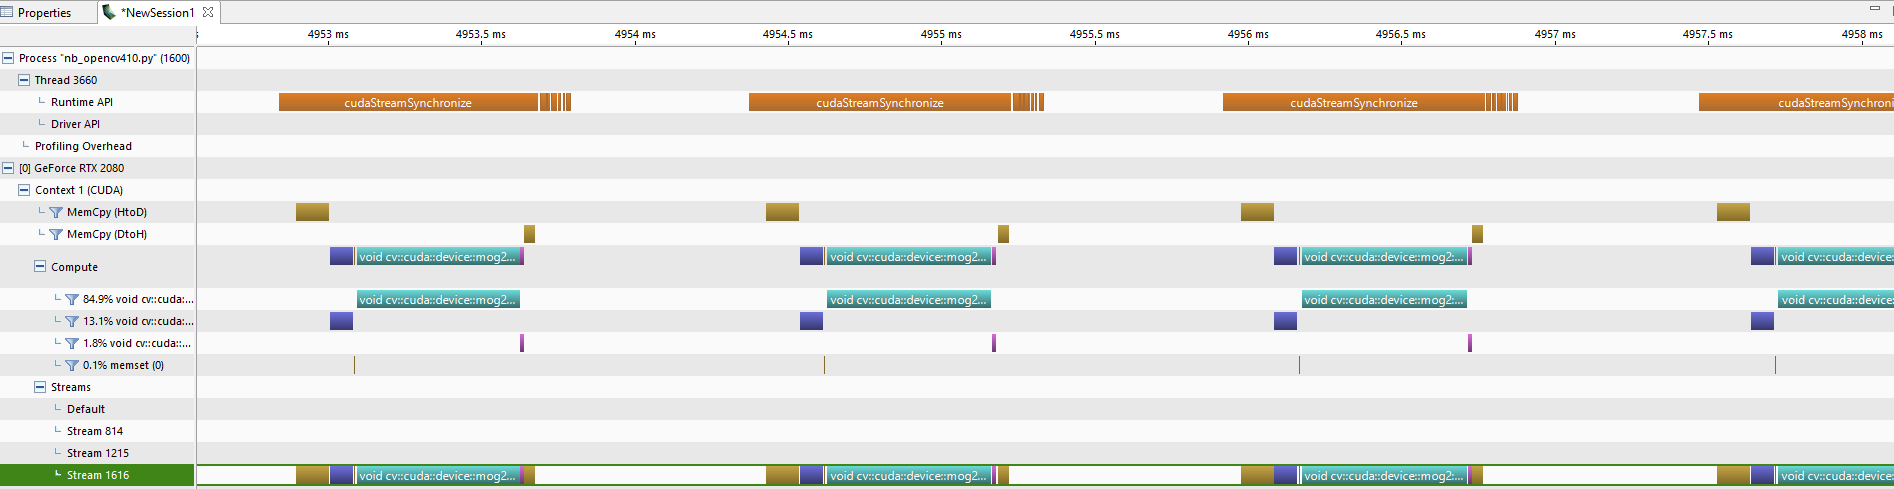 Properties *NewSession1
4953 ms 4953.5 ms 4954 ms 4954.5 ms 4955 ms 4955.5 ms 4956 ms 4956.5 ms 4957 ms 4957.5 ms 4958 ms
Process "nb_opencv410.py" (1600)
Thread 3660
Runtime API cudaStreamSynchronize cudaStreamSynchronize cudaStreamSynchronize cudaStreamSynchroni
Driver API
Profiling Overhead
[0] GeForce RTX 2080
Context 1 (CUDA)
MemCpy (HtoD)
MemCpy (DtoH)
void cv::cuda::device::mog2... void cv::cuda::device::mog2... void cv::cuda::device::mog2:... void cv::cuda::device:
Compute
84.9% void cv::cuda:... void cv::cuda::device::mog2... void cv::cuda::device::mog2... void cv::cuda::device::mog2:... void cv::cuda::device:
13.1% void cv::cuda:...
1.8% void cv::cuda::...
0.1% memset (0)
Streams
Default
Stream 814
Stream 1215
Stream 1616 void cv::cuda::device::mog2... void cv::cuda::device::mog2... void cv::cuda::device::mog2:... void cv::cuda::device: